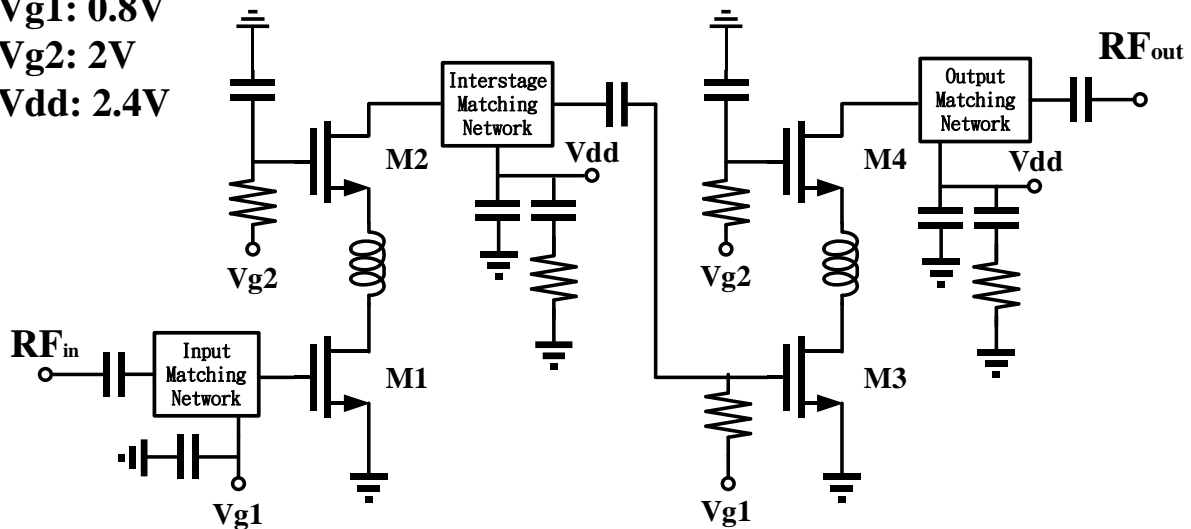 Vg1: 0.8V
Vg2: 2V
Vdd: 2.4V
RFout
Interstage
Matching
Network
Output
Matching
Network
M2
Vdd
M4
Vdd
Vg2
Vg2
RFin
Input
Matching
Network
M1
M3
Vg1
Vg1